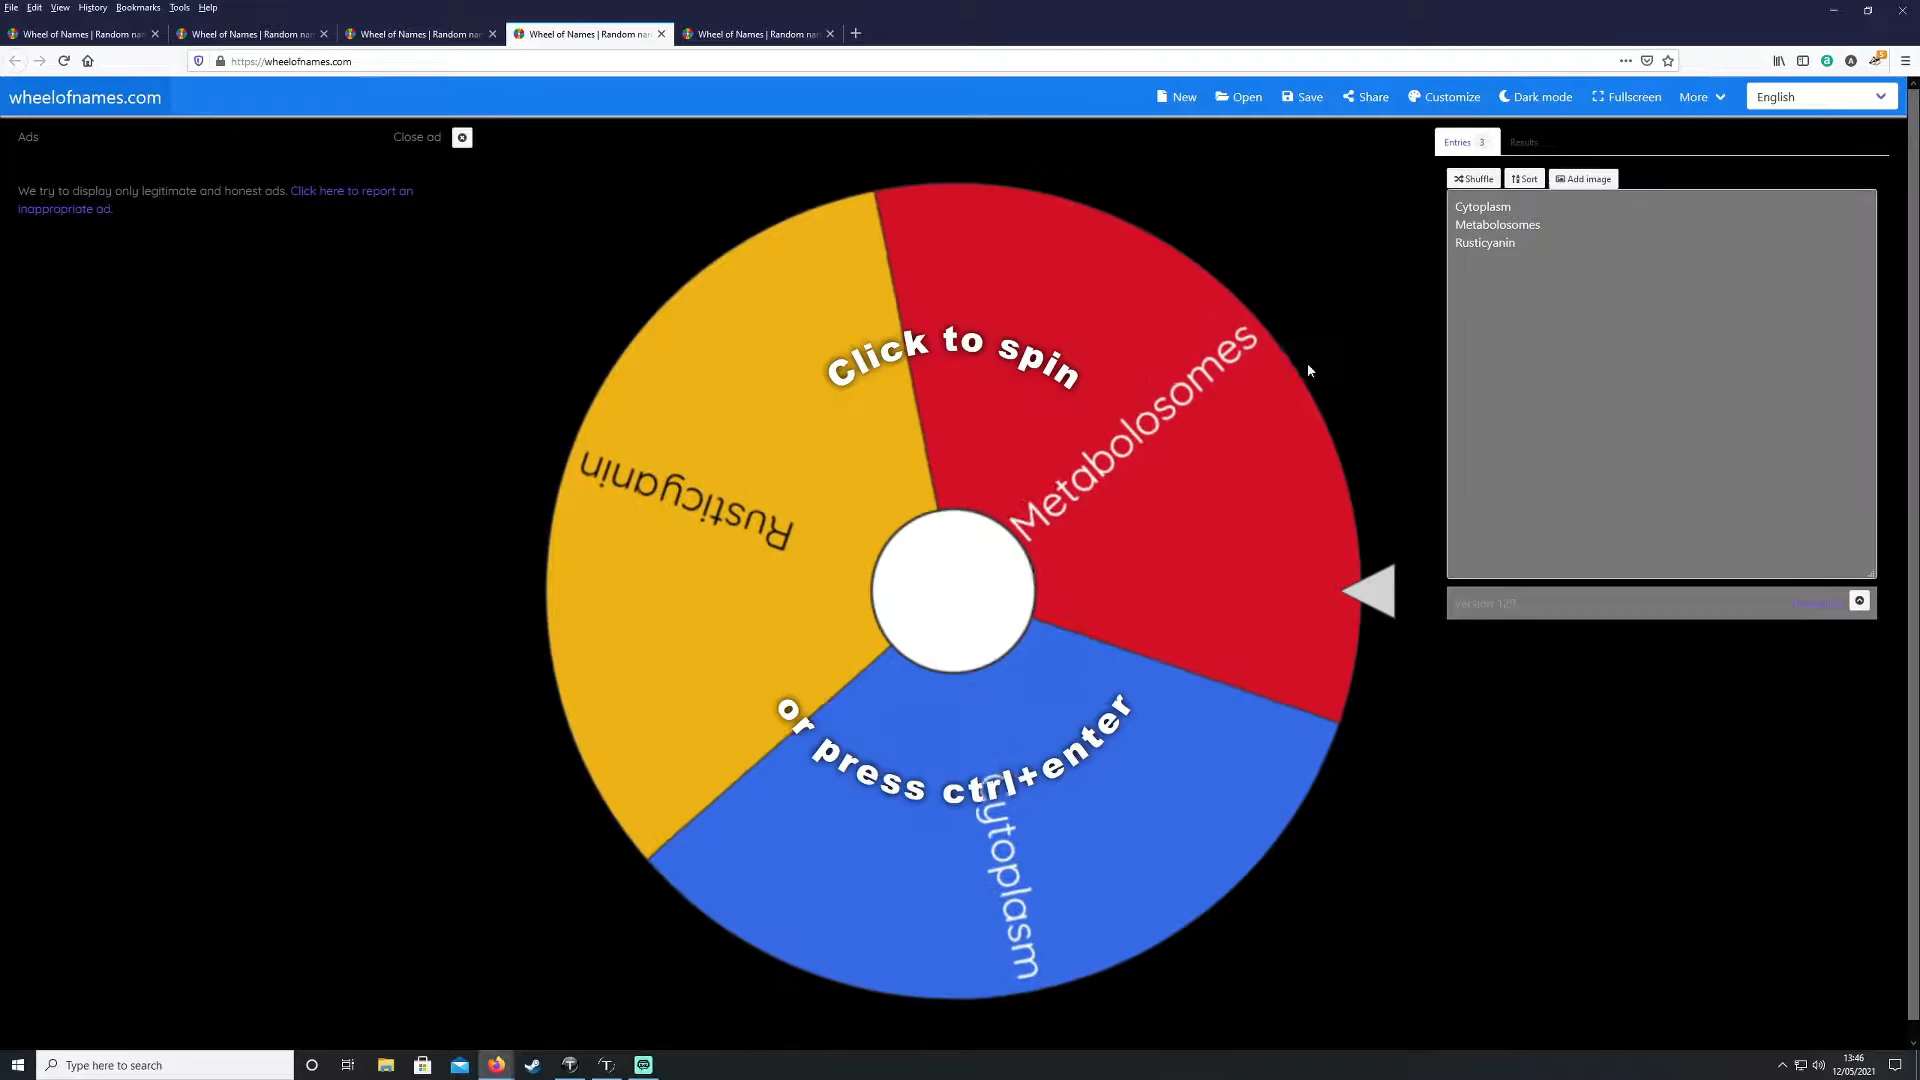 File Edit View History Bookmarks Tools Help
Wheel of Names | Random na
Wheel of Names | Random na
Wheel of Names | Random na
Wheel of Names | Random na
Wheel of Names | Random na
https://wheelofnames.com
wheelofnames.com
New Open Save Share Customize Dark mode Fullscreen More English
Ads
Close ad
We try to display only legitimate and honest ads. Click here to report an
inappropriate ad.
Entries 3
Results
Shuffle Sort Add image
Cytoplasm
Metabolosomes
Rusticyanin
Click to spin
Metabolosomes
Rusticyanin
or press ctrl+enter
Cytoplasm
version 129
Type here to search
13:46
12/05/2021